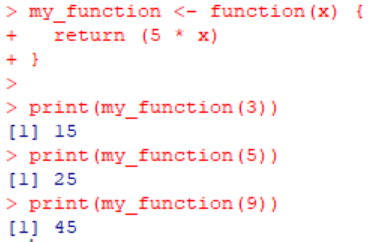 > my_function <- function(x) {
+   return (5 * x)
+ }
>
> print(my_function(3))
[1] 15
> print(my_function(5))
[1] 25
> print(my_function(9))
[1] 45